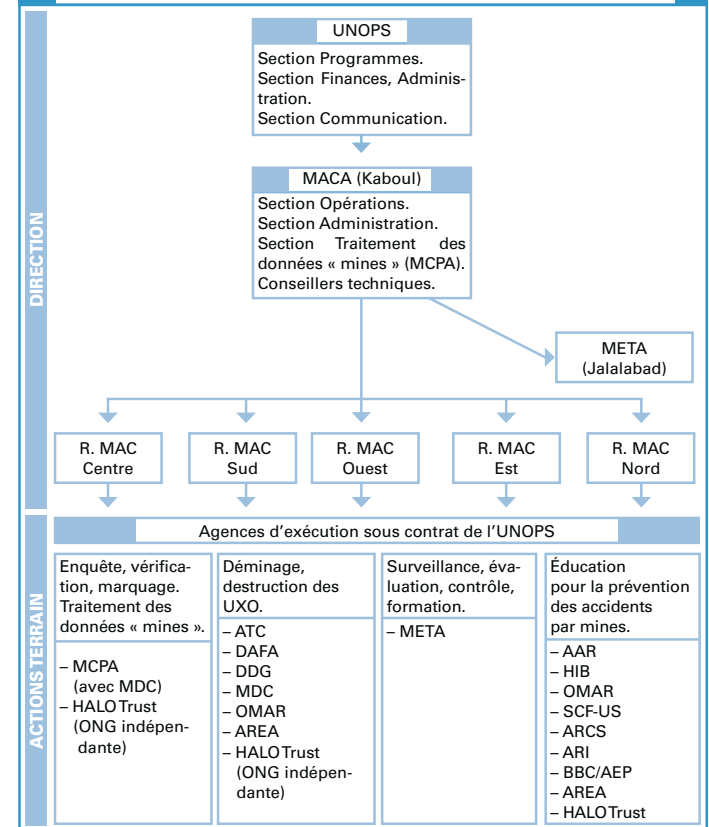 UNOPS
Section Programmes.
Section Finances, Adminis-
tration.
Section Communication.
MACA (Kaboul)
Section Opérations.
Section Administration.
Section Traitement des
données « mines » (MCPA).
Conseillers techniques.
DIRECTION
META
(Jalalabad)
R. MAC
Centre
R. MAC
Sud
R. MAC
Ouest
R. MAC
Est
R. MAC
Nord
ACTIONS TERRAIN
Agences d'exécution sous contrat de l'UNOPS
Enquête, vérifica-
tion, marquage.
Traitement des
données « mines ».
– MCPA
(avec MDC)
– HALO Trust
(ONG indépen-
dante)
Déminage,
destruction des
UXO.
– ATC
– DAFA
– DDG
– MDC
– OMAR
– AREA
– HALO Trust
(ONG indépen-
dante)
Surveillance, éva-
luation, contrôle,
formation.
– META
Éducation
pour la prévention
des accidents
par mines.
– AAR
– HIB
– OMAR
– SCF-US
– ARCS
– ARI
– BBC/AEP
– AREA
– HALO Trust